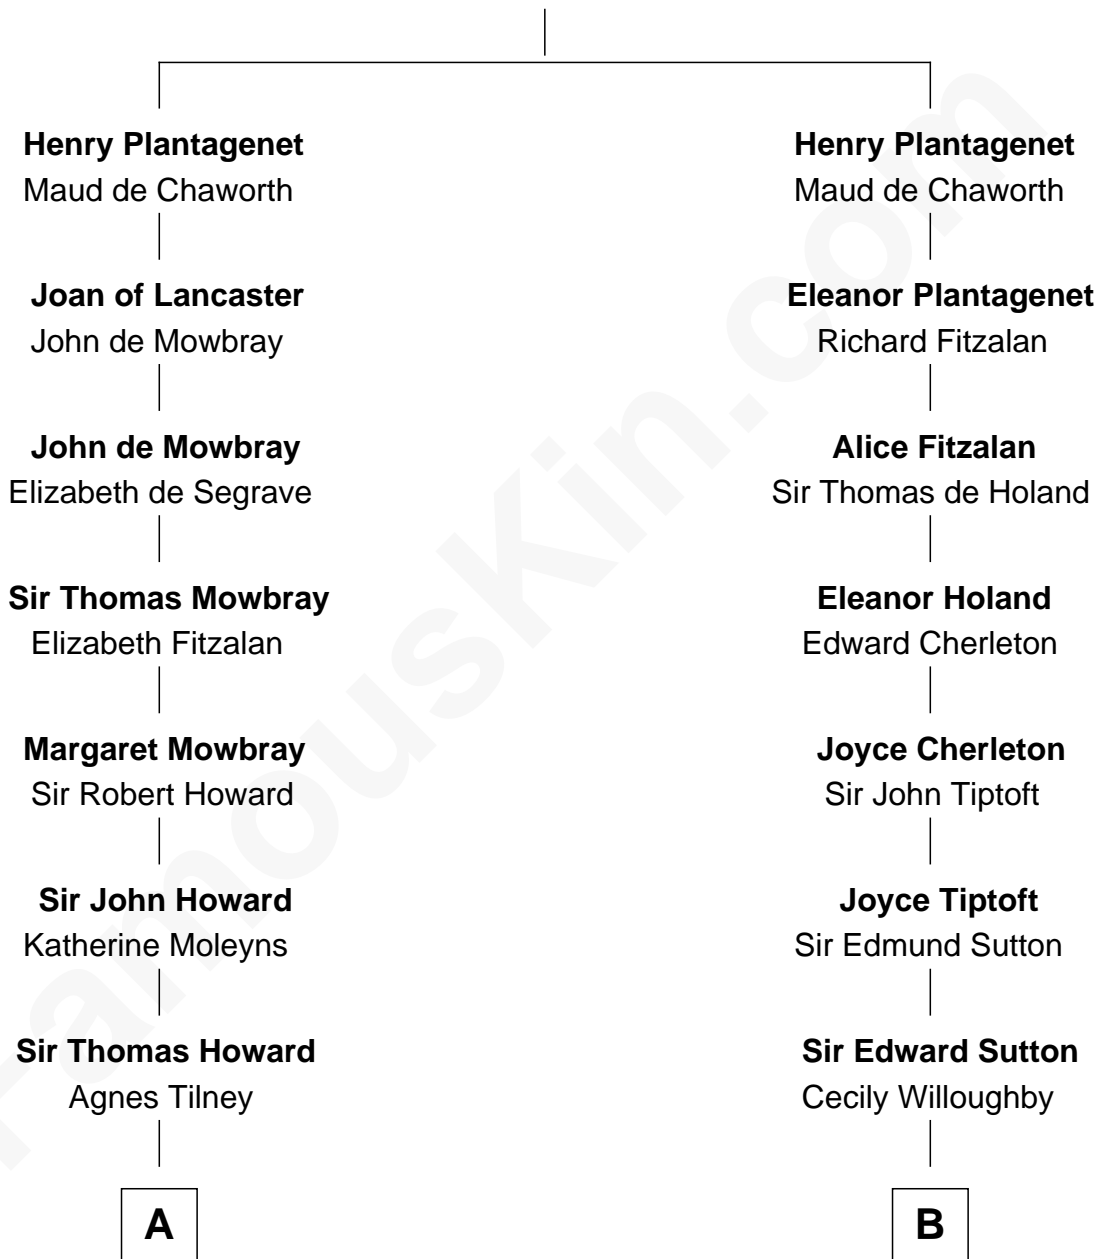 Henry Plantagenet
Maud de Chaworth
Joan of Lancaster
John de Mowbray
John de Mowbray
Elizabeth de Segrave
Sir Thomas Mowbray
Elizabeth Fitzalan
Margaret Mowbray
Sir Robert Howard
Sir John Howard
Katherine Moleyns
Sir Thomas Howard
Agnes Tilney
A
Henry Plantagenet
Maud de Chaworth
Eleanor Plantagenet
Richard Fitzalan
Alice Fitzalan
Sir Thomas de Holand
Eleanor Holand
Edward Cherleton
Joyce Cherleton
Sir John Tiptoft
Joyce Tiptoft
Sir Edmund Sutton
Sir Edward Sutton
Cecily Willoughby
B
FamousKin.com